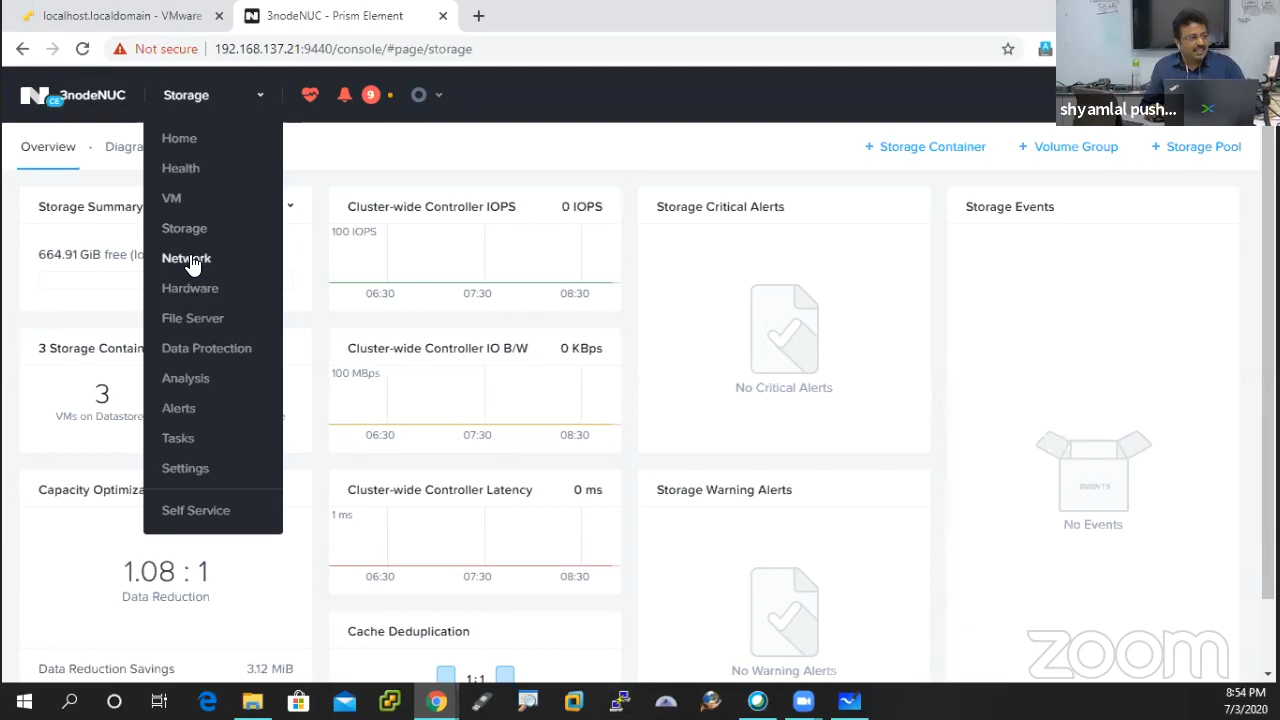 localhost.localdomain - VMware
3nodeNUC - Prism Element
Not secure
192.168.137.21:9440/console/#page/storage
shyamlal push...
N CE 3nodeNUC
Storage
9
Home
Health
VM
Storage
Network
Hardware
File Server
Data Protection
Analysis
Alerts
Tasks
Settings
Self Service
Overview · Diagra
+ Storage Container
+ Volume Group
+ Storage Pool
Storage Summary
664.91 GiB free (lo
3 Storage Contain
3
VMs on Datastore
Capacity Optimiza
1.08 : 1
Data Reduction
Data Reduction Savings 3.12 MiB
Cluster-wide Controller IOPS 0 IOPS
100 IOPS
06:30 07:30 08:30
Cluster-wide Controller IO B/W 0 KBps
100 MBps
06:30 07:30 08:30
Cluster-wide Controller Latency 0 ms
1 ms
06:30 07:30 08:30
Cache Deduplication
1:1
Storage Critical Alerts
No Critical Alerts
Storage Warning Alerts
No Warning Alerts
Storage Events
EVENTS
No Events
zoom
8:54 PM
7/3/2020